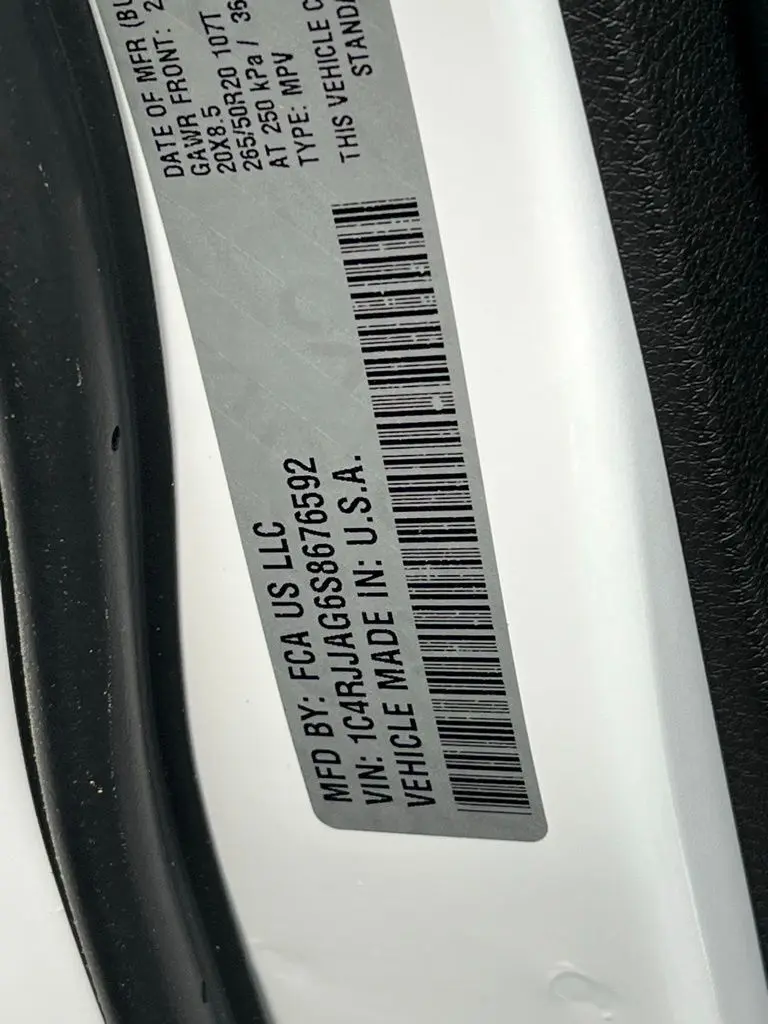 MFD BY: FCA US LLC
VIN: 1C4RJJAG6S8676592
VEHICLE MADE IN: U.S.A.
DATE OF MFR
GAWR FRONT:
20X8.5
265/50R20 107T
AT 250 kPa / 36
TYPE: MPV
THIS VEHICLE